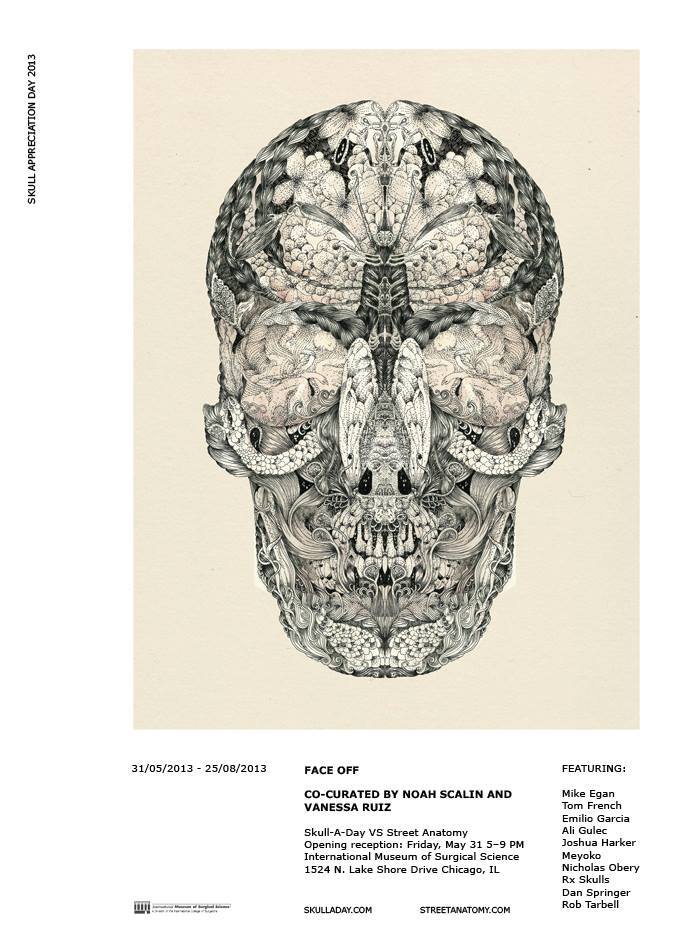 SKULL APPRECIATION DAY 2013
31/05/2013 - 25/08/2013
FACE OFF
CO-CURATED BY NOAH SCALIN AND
VANESSA RUIZ
Skull-A-Day VS Street Anatomy
Opening reception: Friday, May 31 5–9 PM
International Museum of Surgical Science
1524 N. Lake Shore Drive Chicago, IL
FEATURING:
Mike Egan
Tom French
Emilio Garcia
Ali Gulec
Joshua Harker
Meyoko
Nicholas Obery
Rx Skulls
Dan Springer
Rob Tarbell
International Museum of Surgical Science
SKULLADAY.COM
STREETANATOMY.COM